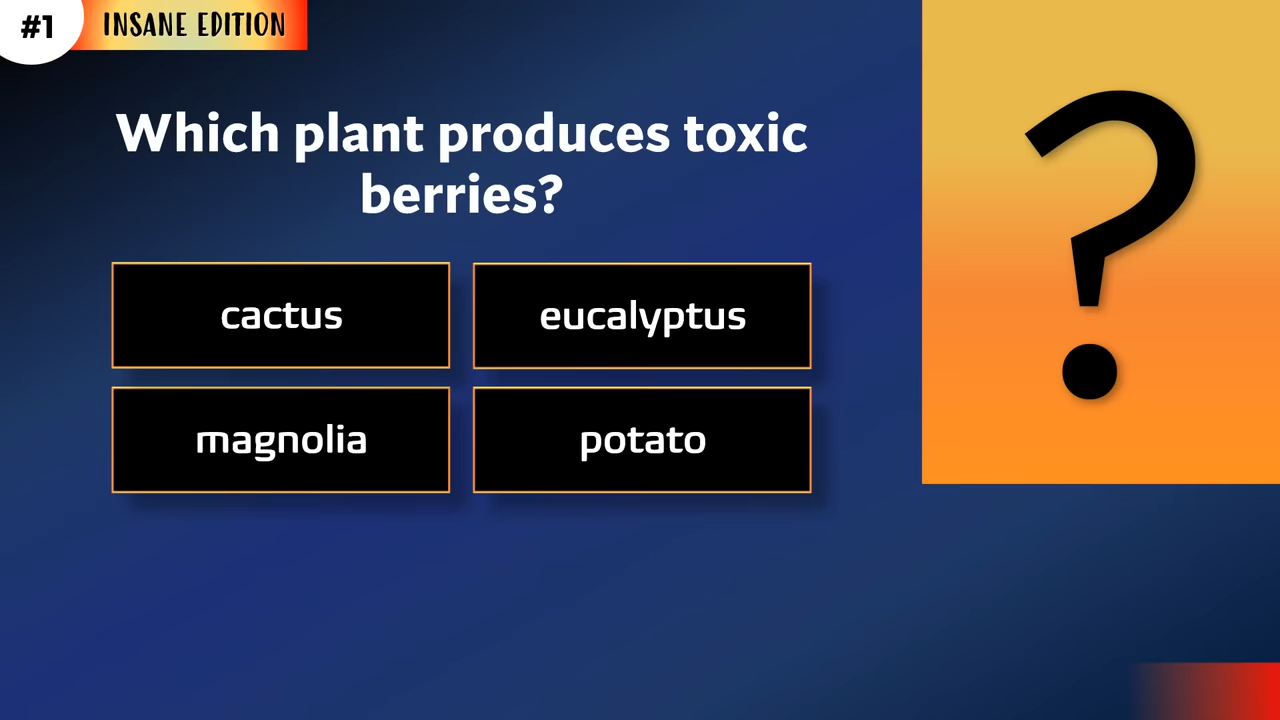 #1
INSANE EDITION
Which plant produces toxic
berries?
cactus
eucalyptus
magnolia
potato
?